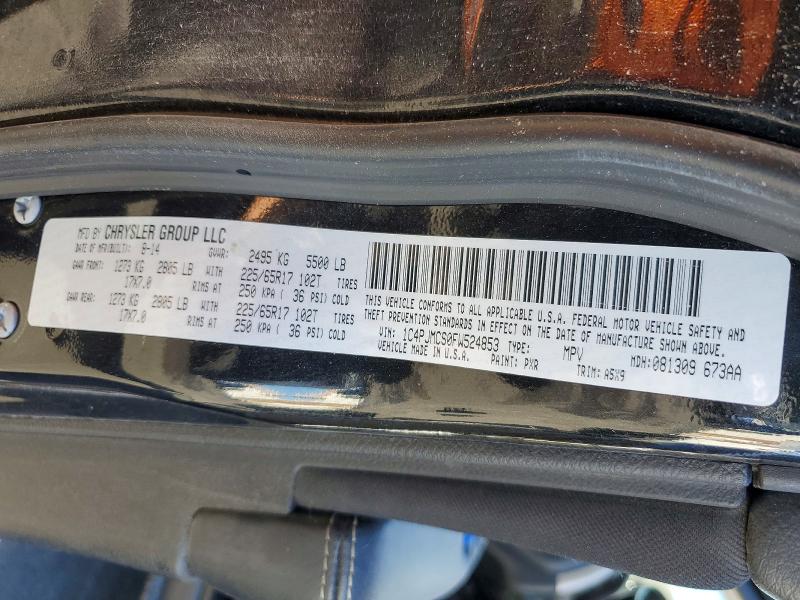 MFD BY CHRYSLER GROUP LLC
DATE OF MFR(BUILT): 8-14 GVWR: 2495 KG 5500 LB
GAWR FRONT: 1273 KG 2805 LB WITH 225/65R17 102T TIRES
17X7.0 RIMS AT 250 KPA ( 36 PSI) COLD
GAWR REAR: 1273 KG 2805 LB WITH 225/65R17 102T TIRES
17X7.0 RIMS AT 250 KPA ( 36 PSI) COLD
THIS VEHICLE CONFORMS TO ALL APPLICABLE U.S.A. FEDERAL MOTOR VEHICLE SAFETY AND
THEFT PREVENTION STANDARDS IN EFFECT ON THE DATE OF MANUFACTURE SHOWN ABOVE.
VIN: 1C4PJMCS0FW524853 TYPE: MPV MDH: 081309 673AA
VEHICLE MADE IN U.S.A. PAINT: PXR TRIM: A5X9